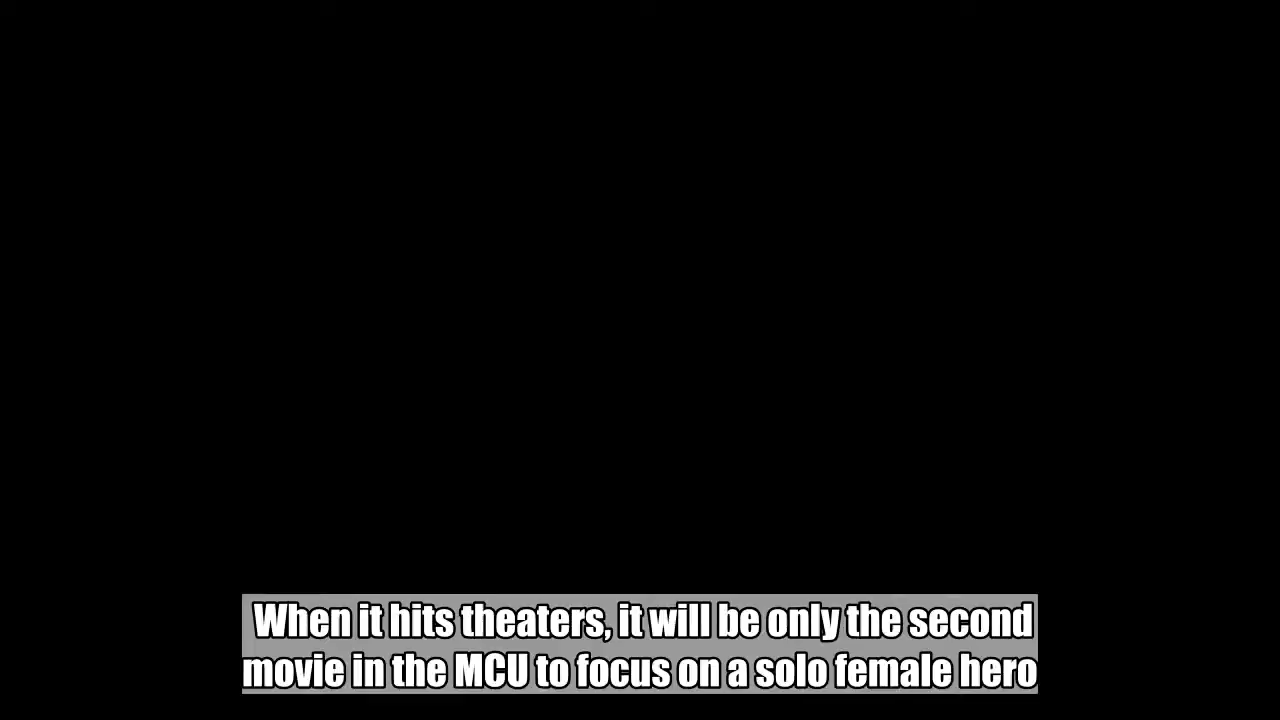 When it hits theaters, it will be only the second
movie in the MCU to focus on a solo female hero